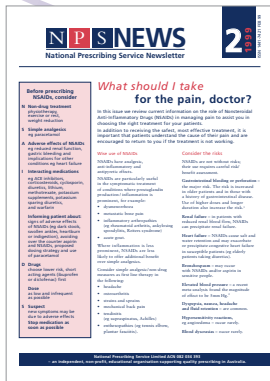 NPS NEWS
National Prescribing Service Newsletter
2
1999
Before prescribing
NSAIDs, consider
N Non-drug treatment
physiotherapy,
exercise or rest,
weight reduction
S Simple analgesics
eg paracetamol
A Adverse effects of NSAIDs
eg reduced renal function,
gastric bleeding and
implications for other
conditions eg heart failure
I Interacting medications
eg ACE inhibitors,
corticosteroids, cyclosporin,
diuretics, lithium,
methotrexate, potassium
supplements, potassium
sparing diuretics,
and warfarin
Informing patient about:
signs of adverse effects
of NSAIDs (eg dark stools,
swollen ankles, heartburn
or indigestion), avoiding
over the counter aspirin
and NSAIDs, proposed
dosing strategy and use
of paracetamol
D Drugs
choose lower risk, short
acting agents (ibuprofen
or diclofenac) first
Dose
as low and infrequent
as possible
S Suspect
new symptoms may be
due to adverse effects
Stop medication as
soon as possible
What should I take
for the pain, doctor?
In this issue we review current information on the role of Nonsteroidal
Anti-inflammatory Drugs (NSAIDs) in managing pain to assist you in
choosing the right treatment for your patients.
In addition to receiving the safest, most effective treatment, it is
important that patients understand the cause of their pain and are
encouraged to return to you if the treatment is not working.
Wise use of NSAIDs
NSAIDs have analgesic,
anti-inflammatory and
antipyretic effects.
NSAIDs are particularly useful
in the symptomatic treatment
of conditions where prostaglandin
production/inflammation is
prominent, for example:
• dysmenorrhoea
• metastatic bone pain
• inflammatory arthropathies
(eg rheumatoid arthritis, ankylosing
spondylitis, Reiters syndrome)
• acute gout.
Where inflammation is less
prominent, NSAIDs are less
likely to offer additional benefit
over simple analgesics.
Consider simple analgesics/non-drug
measures as first line therapy in
the following:
• headache
• osteoarthritis
• strains and sprains
• mechanical back pain
• tendonitis
(eg supraspinatus, Achilles)
• enthesopathies (eg tennis elbow,
plantar fasciitis).
Consider the risks
NSAIDs are not without risks;
their use requires careful risk/
benefit assessment.
Gastrointestinal bleeding or perforation –
the major risk. The risk is increased
in older patients and in those with
a history of gastrointestinal disease.
Use of higher doses and longer
duration also increase the risk.
Renal failure – in patients with
reduced renal blood flow, NSAIDs
can precipitate renal failure.
Heart failure – NSAIDs cause salt and
water retention and may exacerbate
or precipitate congestive heart failure
in susceptible patients (eg elderly
patients taking diuretics).
Bronchospasm – may occur
with NSAIDs and/or aspirin in
sensitive people.
Elevated blood pressure – a recent
meta-analysis found the magnitude
of effect to be 5mm Hg.
Dyspepsia, nausea, headache
and fluid retention – are common.
Hypersensitivity reactions,
eg angioedema – occur rarely.
Blood dyscrasias – occur rarely.
National Prescribing Service Limited ACN 082 034 393
– an independent, non-profit, educational organisation supporting quality prescribing in Australia.